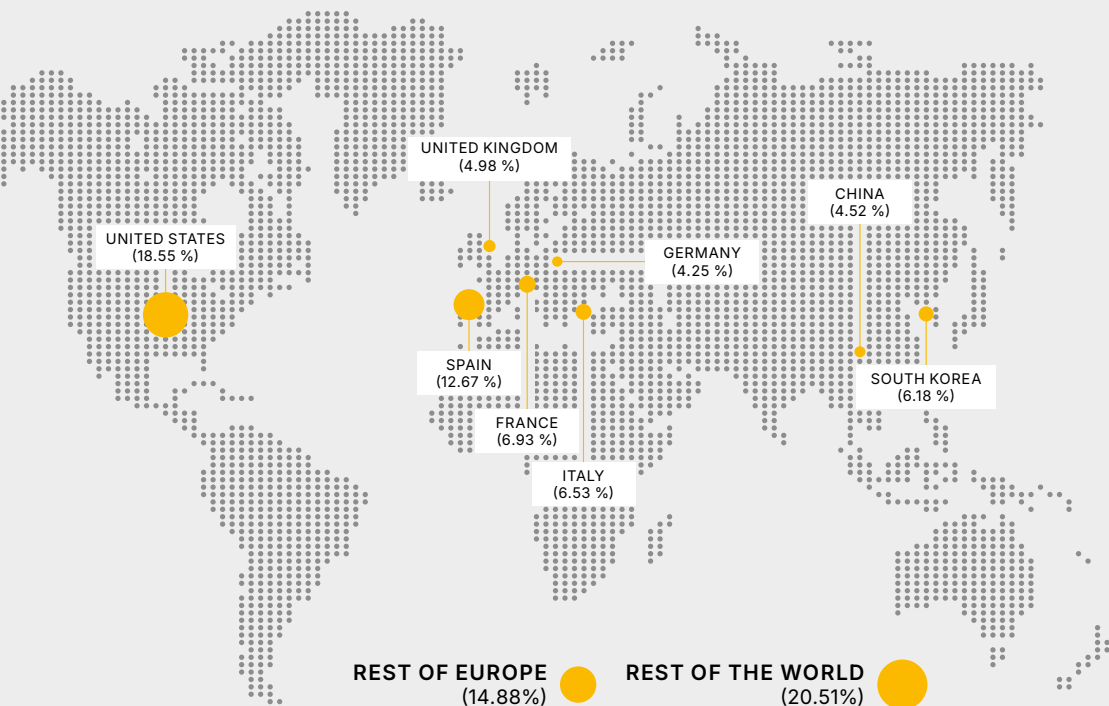 UNITED KINGDOM
(4.98 %)
CHINA
(4.52 %)
UNITED STATES
(18.55 %)
GERMANY
(4.25 %)
SPAIN
(12.67 %)
SOUTH KOREA
(6.18 %)
FRANCE
(6.93 %)
ITALY
(6.53 %)
REST OF EUROPE
(14.88%)
REST OF THE WORLD
(20.51%)